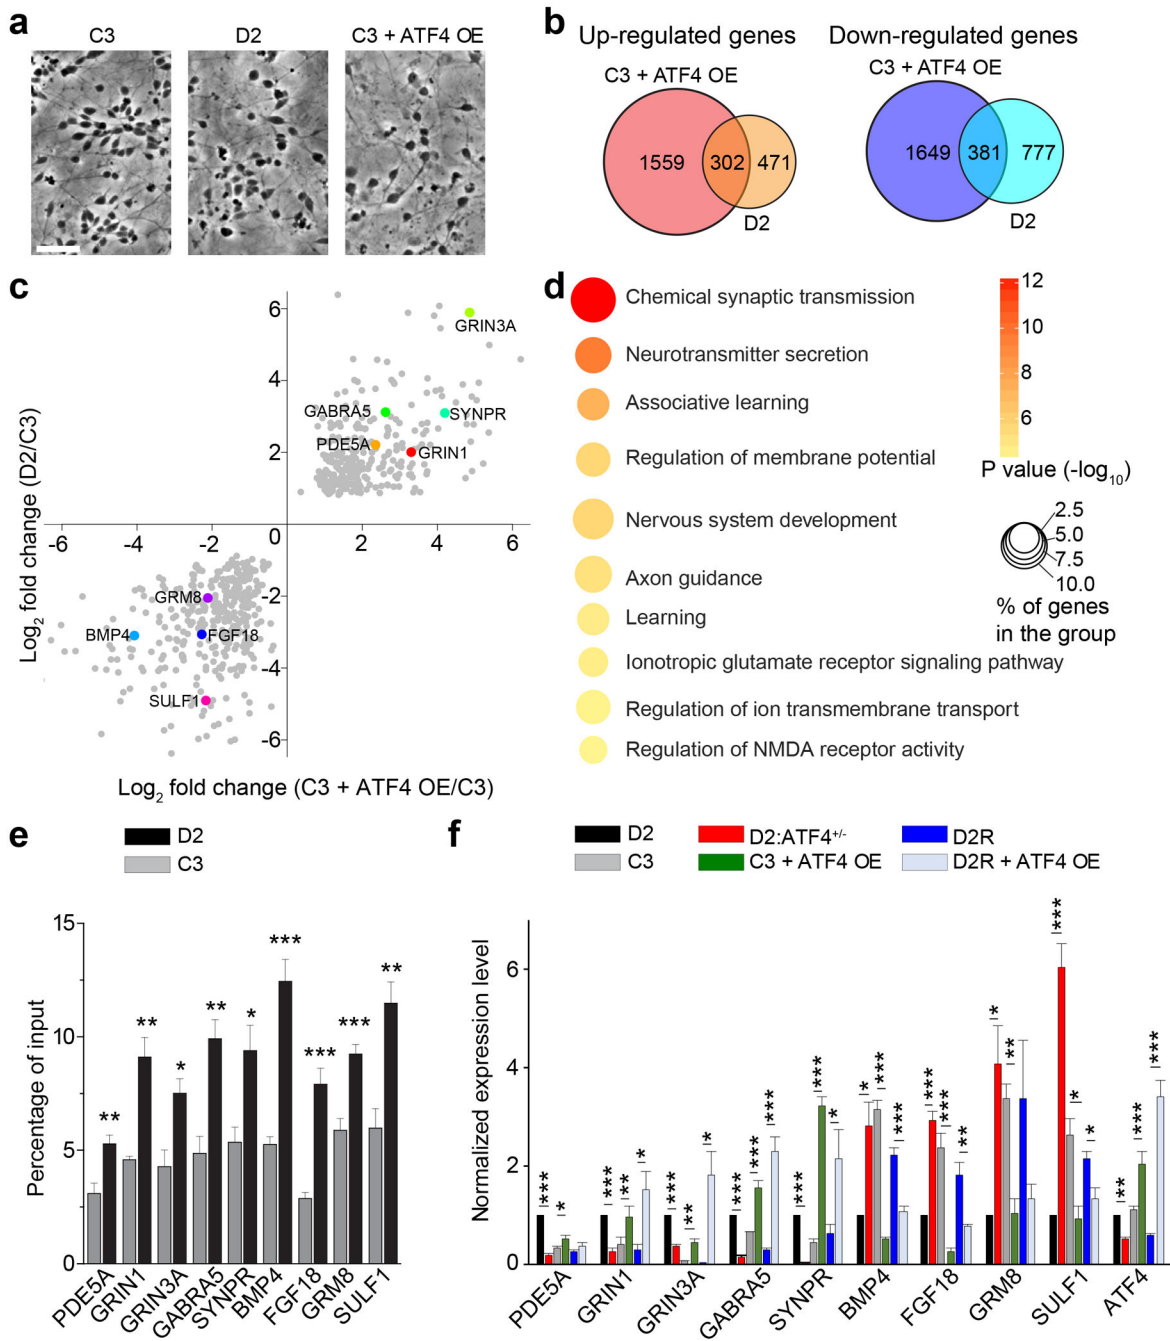 a
C3
D2
C3 + ATF4 OE
b
Up-regulated genes
C3 + ATF4 OE
1559
302
471
D2
Down-regulated genes
C3 + ATF4 OE
1649
381
777
D2
c
Log2 fold change (D2/C3)
6
4
2
0
-2
-4
-6
-6
-4
-2
2
4
6
GRIN3A
GABRA5
SYNPR
PDE5A
GRIN1
GRM8
BMP4
FGF18
SULF1
Log2 fold change (C3 + ATF4 OE/C3)
d
Chemical synaptic transmission
Neurotransmitter secretion
Associative learning
Regulation of membrane potential
Nervous system development
Axon guidance
Learning
Ionotropic glutamate receptor signaling pathway
Regulation of ion transmembrane transport
Regulation of NMDA receptor activity
12
10
8
6
P value (-log10)
2.5
5.0
7.5
10.0
% of genes
in the group
e
D2
C3
Percentage of input
15
10
5
0
**
**
*
**
*
***
***
***
**
PDE5A
GRIN1
GRIN3A
GABRA5
SYNPR
BMP4
FGF18
GRM8
SULF1
f
D2
D2:ATF4+/-
D2R
C3
C3 + ATF4 OE
D2R + ATF4 OE
Normalized expression level
6
4
2
0
***
*
***
**
*
***
**
*
***
***
***
***
***
*
*
***
***
***
***
**
*
**
***
*
*
**
***
***
PDE5A
GRIN1
GRIN3A
GABRA5
SYNPR
BMP4
FGF18
GRM8
SULF1
ATF4